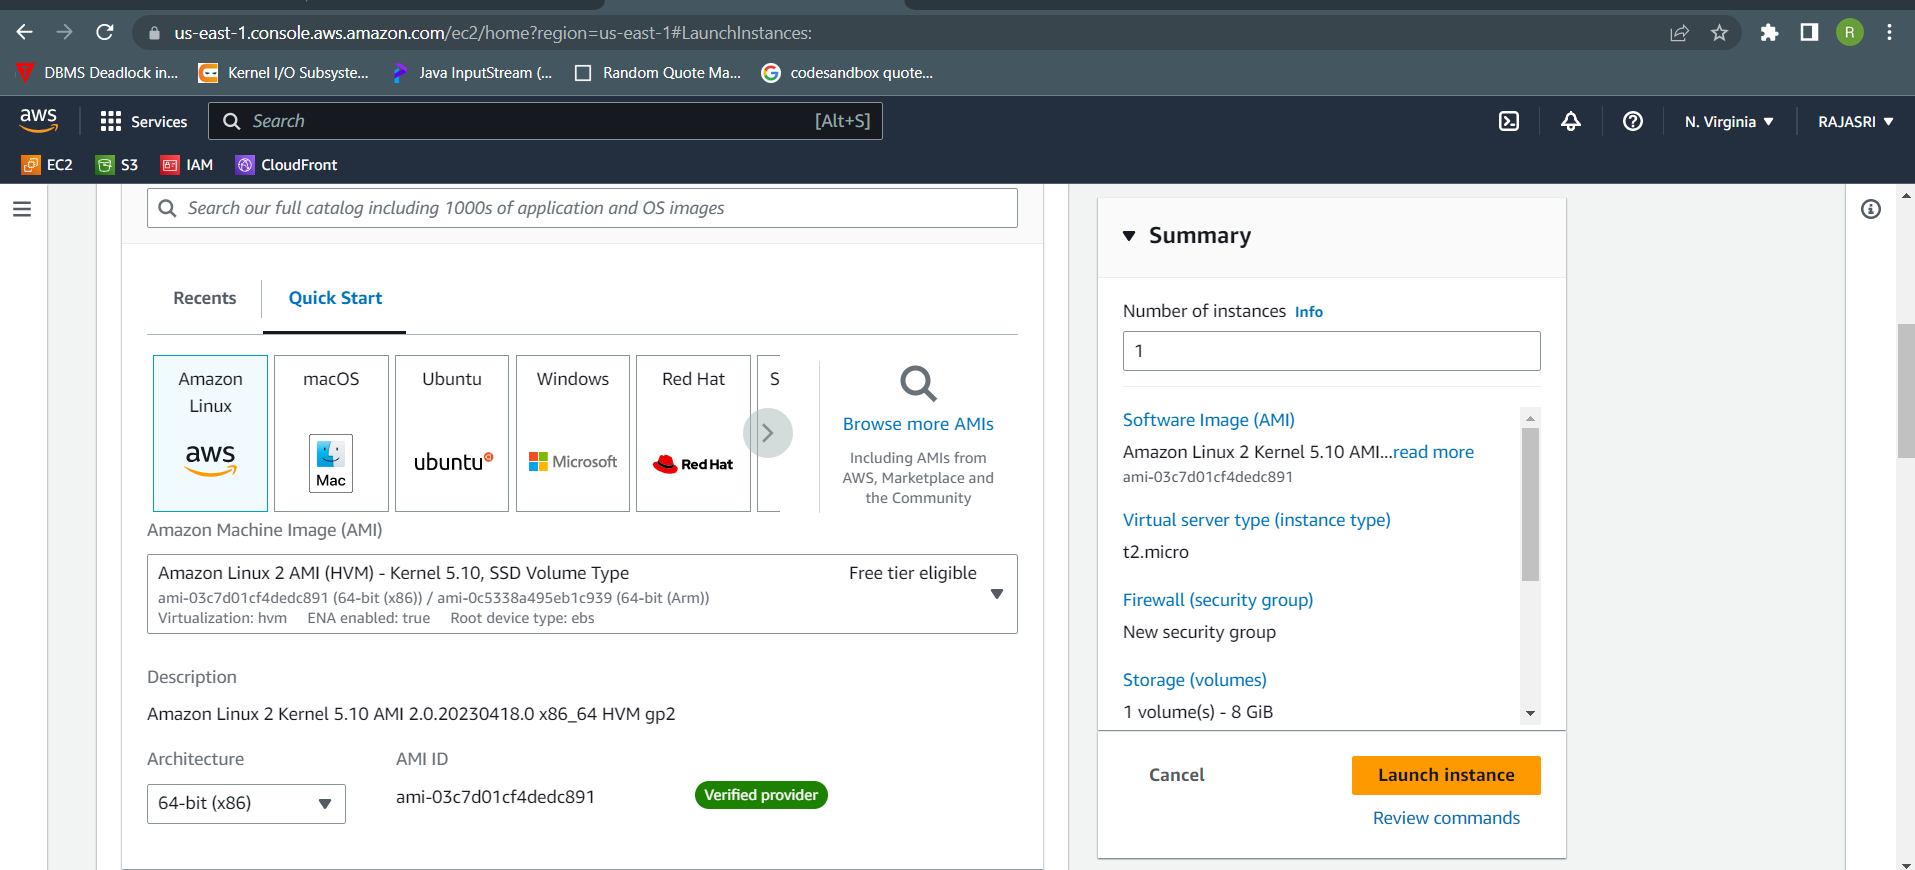 us-east-1.console.aws.amazon.com/ec2/home?region=us-east-1#LaunchInstances:
R
DBMS Deadlock in...
Kernel I/O Subsyste...
Java InputStream (...
Random Quote Ma...
codesandbox quote...
aws
Services
Search
[Alt+S]
N. Virginia
RAJASRI
EC2
S3
IAM
CloudFront
Search our full catalog including 1000s of application and OS images
Recents
Quick Start
Amazon Linux
aws
macOS
Mac
Ubuntu
ubuntu
Windows
Microsoft
Red Hat
Red Hat
S
Browse more AMIs
Including AMIs from
AWS, Marketplace and
the Community
Amazon Machine Image (AMI)
Amazon Linux 2 AMI (HVM) - Kernel 5.10, SSD Volume Type
Free tier eligible
ami-03c7d01cf4dedc891 (64-bit (x86)) / ami-0c5338a495eb1c939 (64-bit (Arm))
Virtualization: hvm ENA enabled: true Root device type: ebs
Description
Amazon Linux 2 Kernel 5.10 AMI 2.0.20230418.0 x86_64 HVM gp2
Architecture
AMI ID
64-bit (x86)
ami-03c7d01cf4dedc891
Verified provider
Summary
Number of instances Info
1
Software Image (AMI)
Amazon Linux 2 Kernel 5.10 AMI...read more
ami-03c7d01cf4dedc891
Virtual server type (instance type)
t2.micro
Firewall (security group)
New security group
Storage (volumes)
1 volume(s) - 8 GiB
Cancel
Launch instance
Review commands